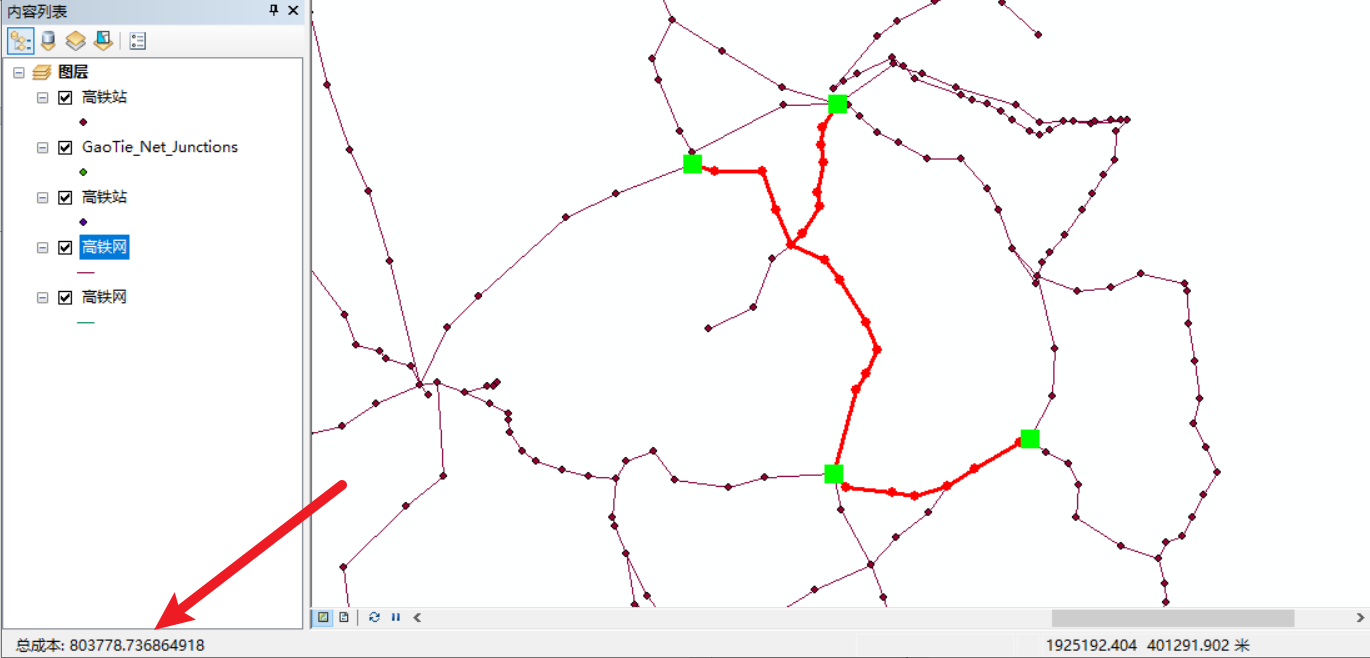 内容列表
图层
高铁站
GaoTie_Net_Junctions
高铁站
高铁网
高铁网
总成本: 803778.736864918
1925192.404 401291.902 米